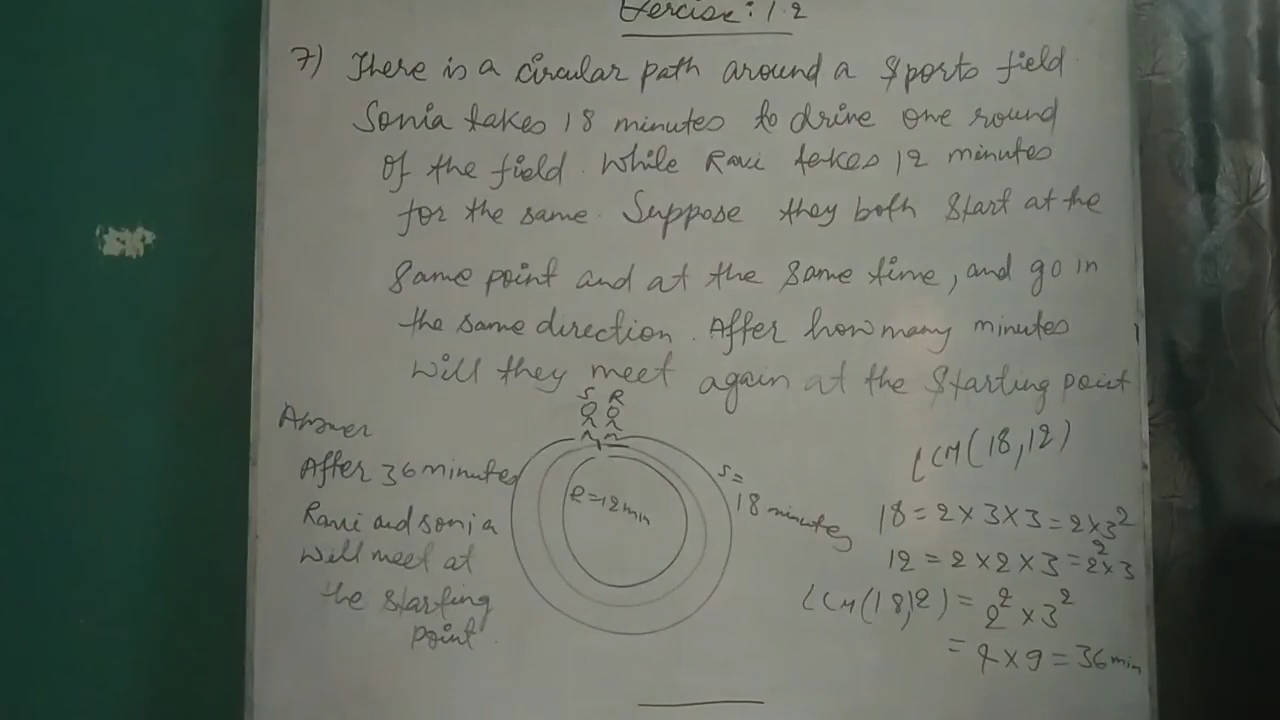 Exercise: 1.2
7) There is a circular path around a sports field.
Sonia takes 18 minutes to drive one round
of the field. While Ravi takes 12 minutes
for the same. Suppose they both start at the
same point and at the same time, and go in
the same direction. After how many minutes
will they meet again at the starting point
S R
Answer
After 36 minutes
Ravi and Sonia
will meet at
the starting
point.
R=12 min
S=
18 minutes
LCM(18,12)
18 = 2×3×3 = 2×3²
12 = 2×2×3 = 2²×3
LCM(18,12) = 2²×3²
= 4×9 = 36 min